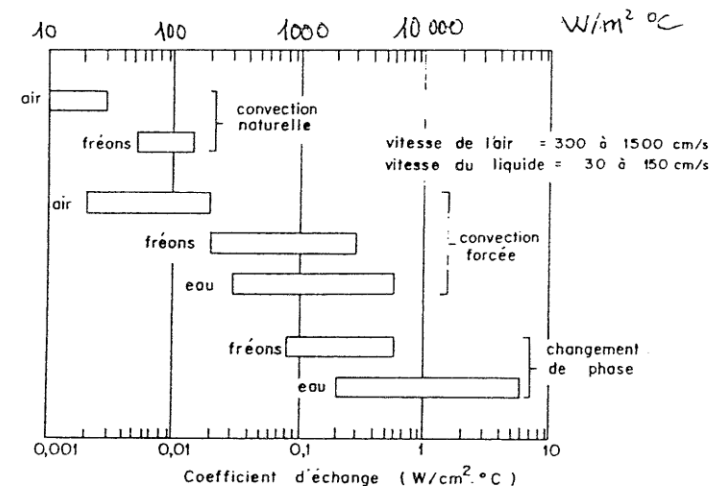 10 100 1000 10 000 W/m² °C
air
convection
naturelle
fréons
vitesse de l'air = 300 à 1500 cm/s
vitesse du liquide = 30 à 150 cm/s
air
fréons
convection
forcée
eau
fréons
changement
de phase
eau
0,001 0,01 0,1 1 10
Coefficient d'échange (W/cm².°C)